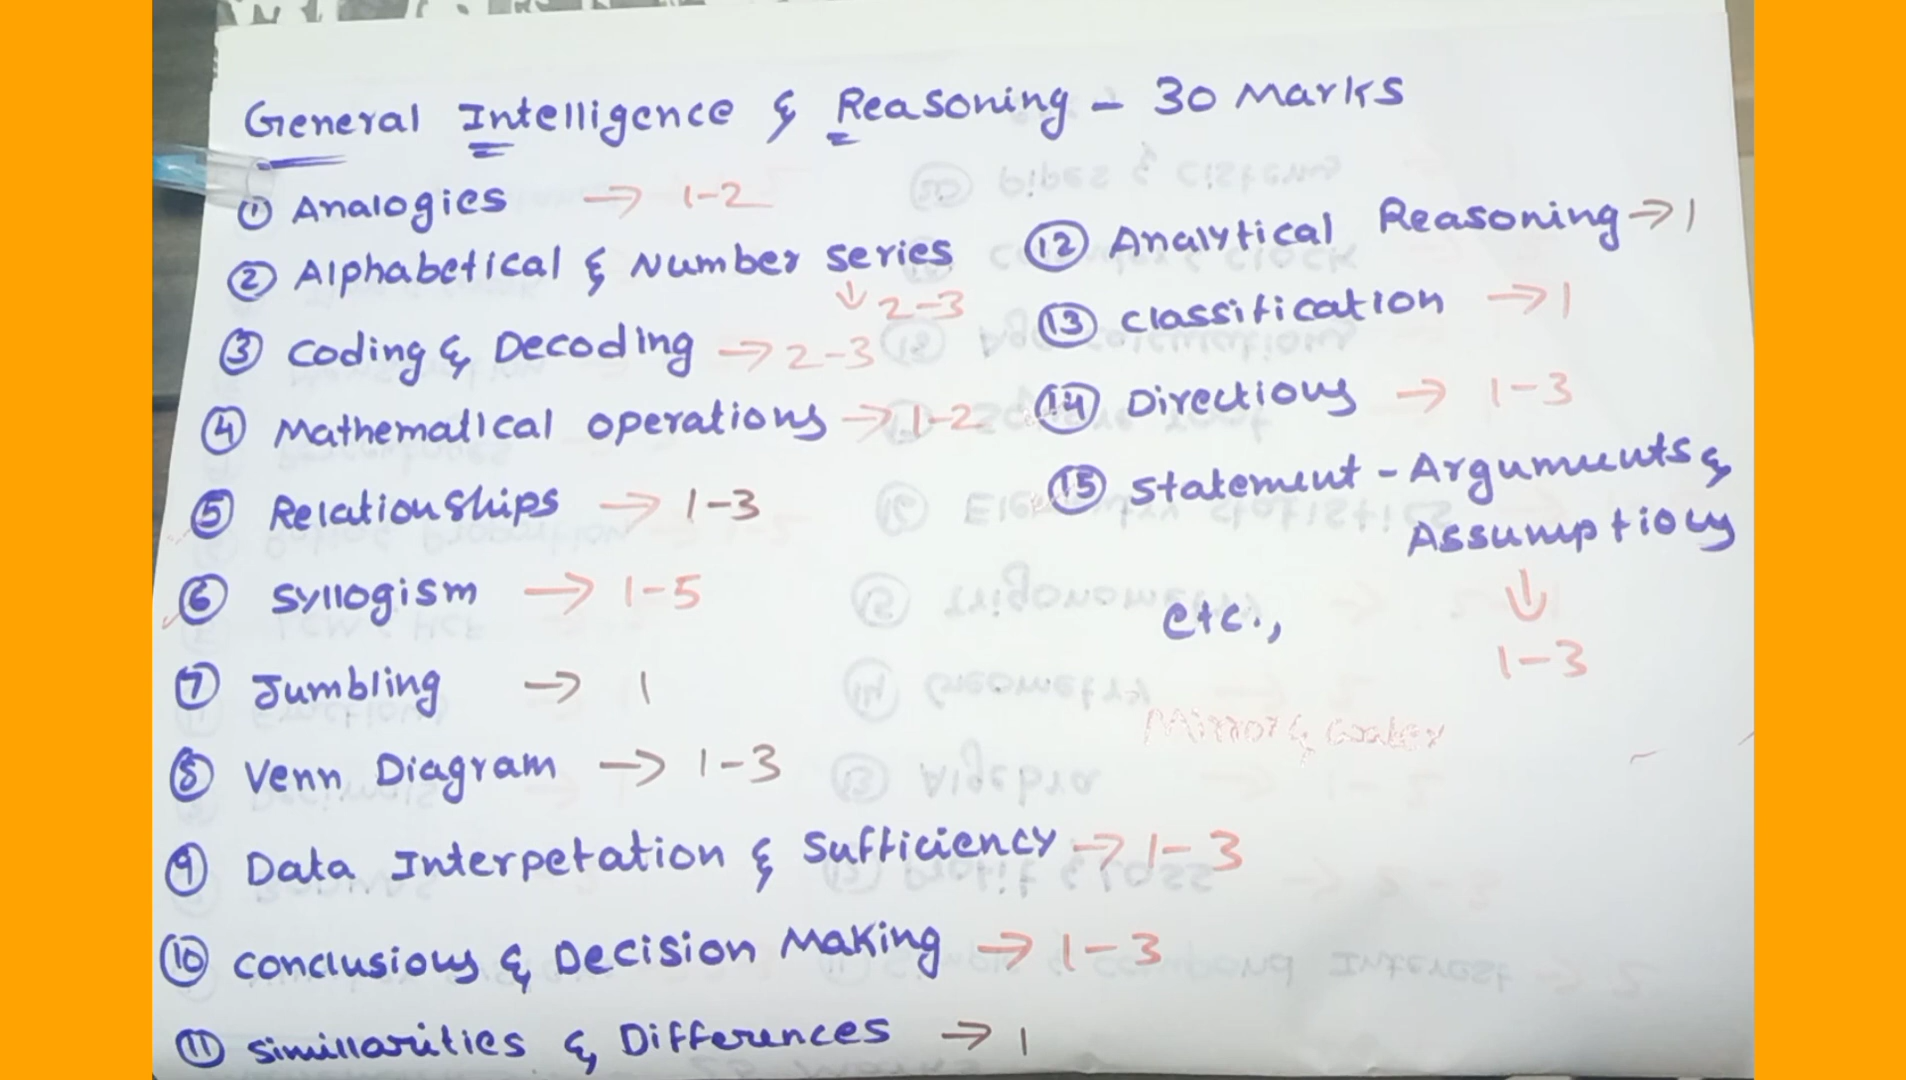 General Intelligence & Reasoning - 30 Marks
① Analogies → 1-2
② Alphabetical & Number series
↓ 2-3
③ Coding & Decoding → 2-3
④ Mathematical operations → 1-2
⑤ Relationships → 1-3
⑥ Syllogism → 1-5
⑦ Jumbling → 1
⑧ Venn Diagram → 1-3
⑨ Data Interpetation & Sufficiency → 1-3
⑩ Conclusions & Decision Making → 1-3
⑪ Simillarities & Differences → 1
⑫ Analytical Reasoning → 1
⑬ Classification → 1
⑭ Directions → 1-3
⑮ Statement - Arguments &
Assumptions
↓
1-3
etc.,
Mirror & water